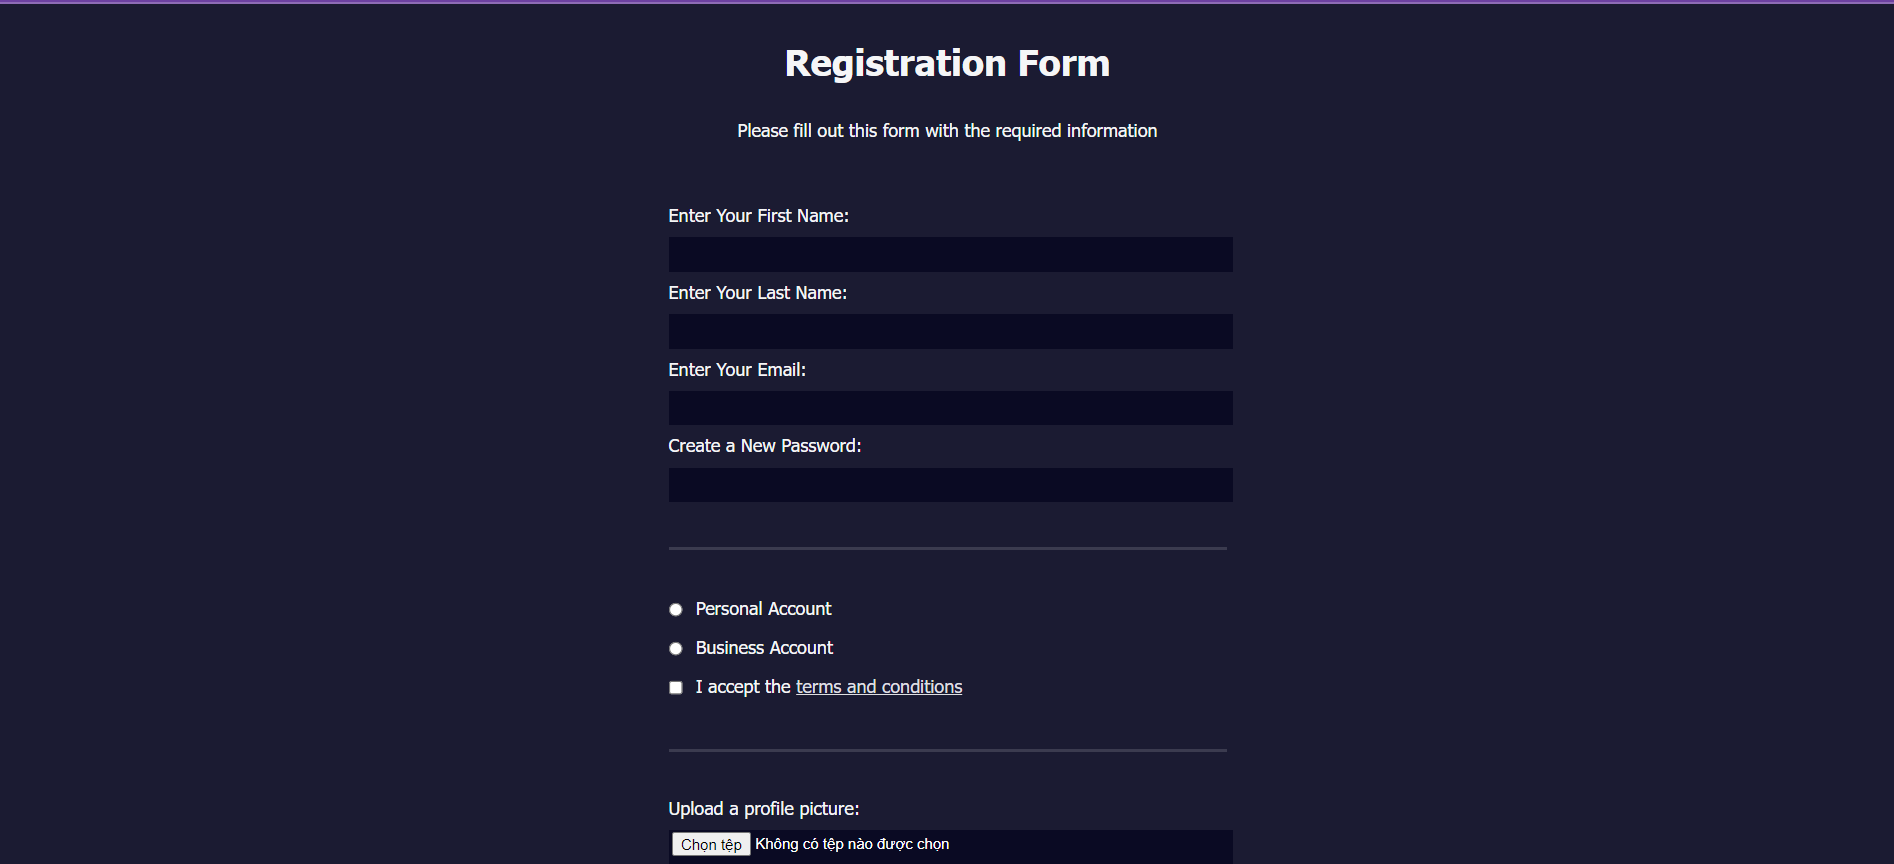 Registration Form
Please fill out this form with the required information
Enter Your First Name:
Enter Your Last Name:
Enter Your Email:
Create a New Password:
Personal Account
Business Account
I accept the terms and conditions
Upload a profile picture:
Chọn tệp Không có tệp nào được chọn